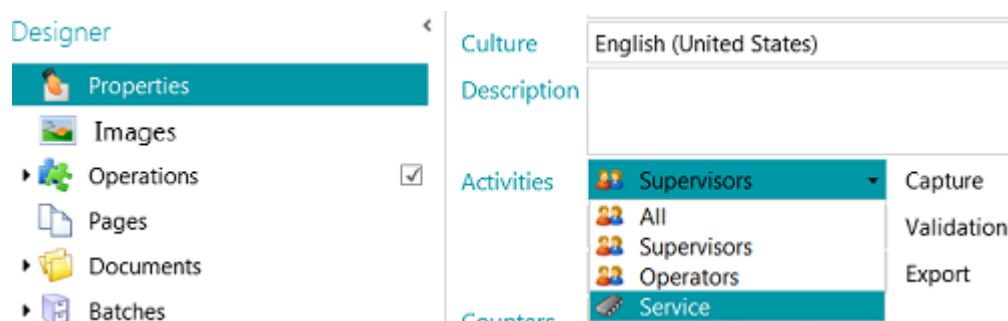 Designer
Properties
Images
Operations
Pages
Documents
Batches
Culture English (United States)
Description
Activities Supervisors Capture
All
Supervisors Validation
Operators Export
Service
Counters